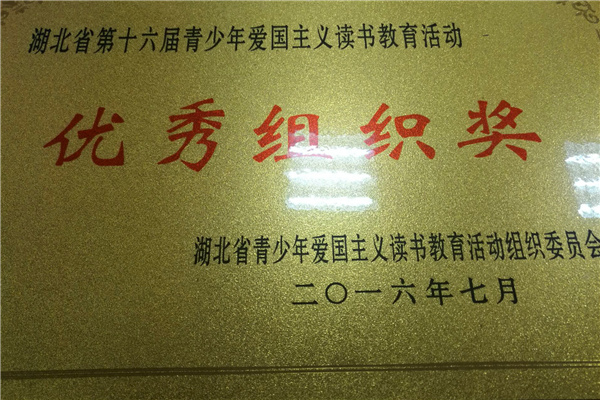 湖北省第十六届青少年爱国主义读书教育活动
优秀组织奖
湖北省青少年爱国主义读书教育活动组织委员会
二〇一六年七月